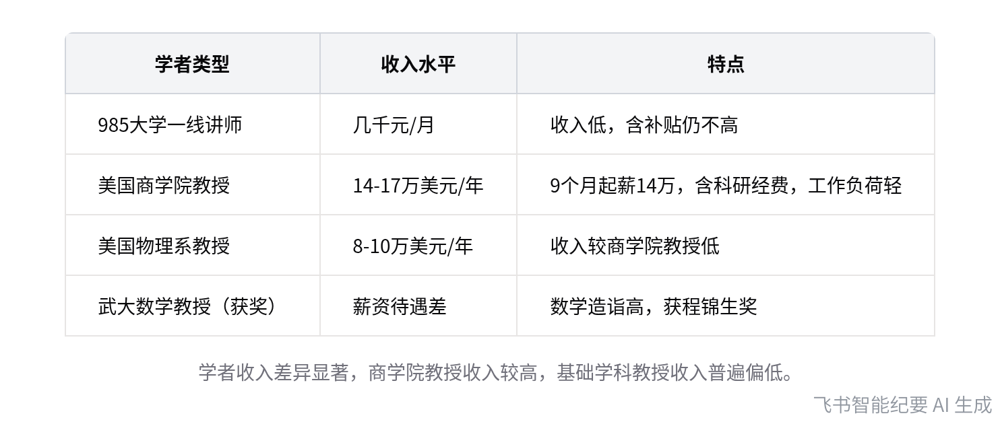 学者类型 收入水平 特点
985大学一线讲师 几千元/月 收入低，含补贴仍不高
美国商学院教授 14-17万美元/年 9个月起薪14万，含科研经费，工作负荷轻
美国物理系教授 8-10万美元/年 收入较商学院教授低
武大数学教授（获奖） 薪资待遇差 数学造诣高，获程锦生奖
学者收入差异显著，商学院教授收入较高，基础学科教授收入普遍偏低。
飞书智能纪要 AI 生成